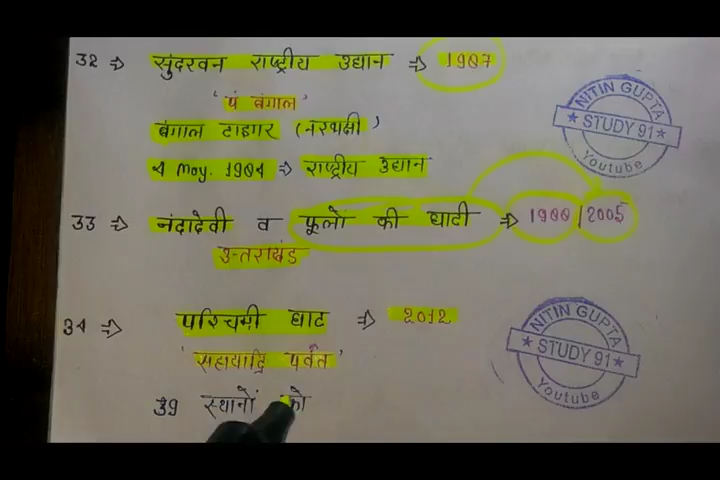 32 ⇒ सुंदरवन राष्ट्रीय उद्यान ⇒ 1987
'पं बंगाल'
बंगाल टाइगर (नरभक्षी)
4 May. 1984 ⇒ राष्ट्रीय उद्यान
NITIN GUPTA
★ STUDY 91 ★
Youtube
33 ⇒ नंदादेवी व फूलों की घाटी ⇒ 1988 | 2005
उत्तराखंड
34 ⇒ पश्चिमी घाट ⇒ 2012
'सहायाद्रि पर्वत'
39 स्थानों को
NITIN GUPTA
★ STUDY 91 ★
Youtube